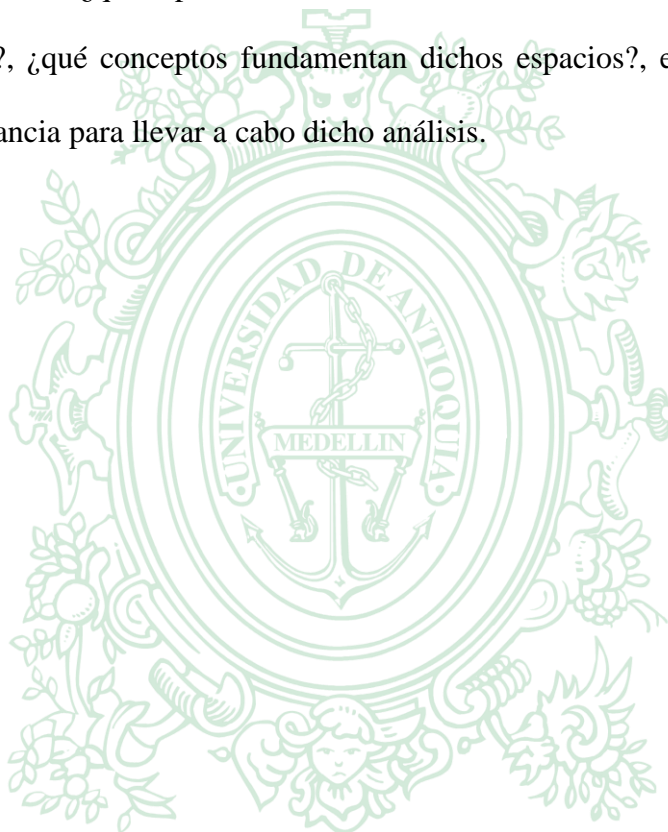 ?, ¿qué conceptos fundamentan dichos espacios?, e
ancia para llevar a cabo dicho análisis.
UNIVERSIDAD DE ANTIOQUIA
MEDELLIN